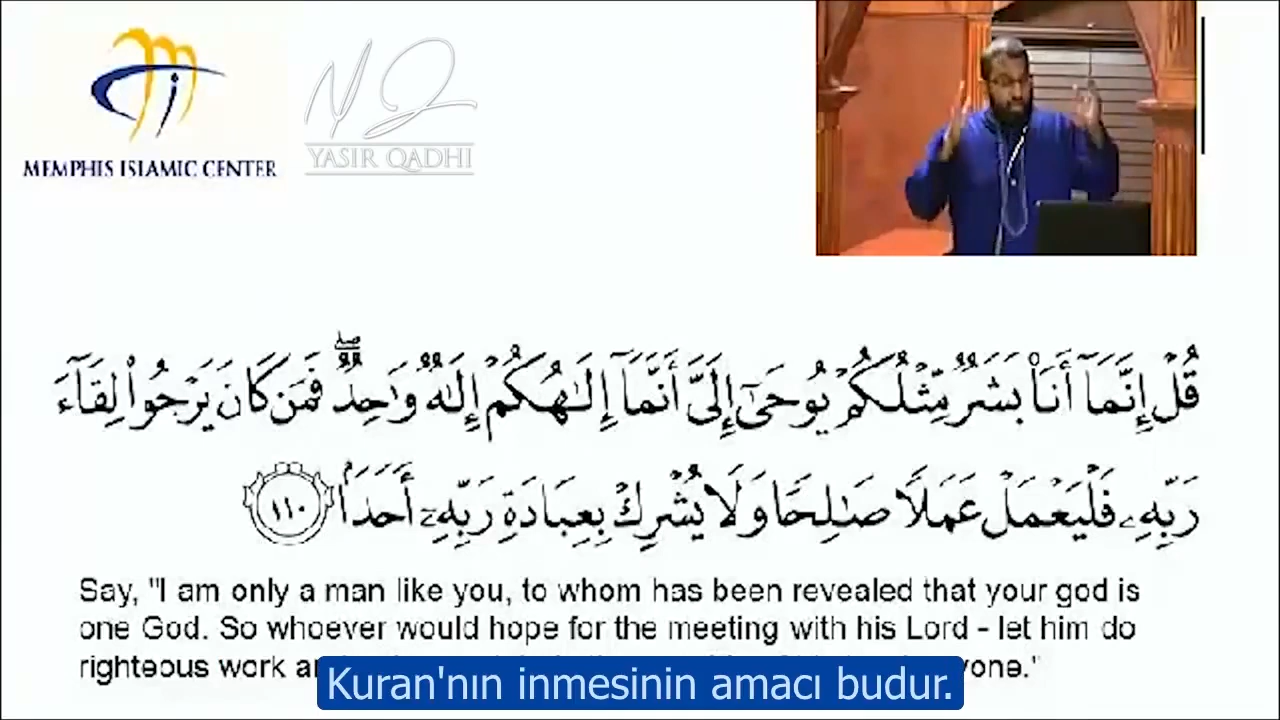 MEMPHIS ISLAMIC CENTER
YASIR QADHI
قُلْ إِنَّمَآ أَنَا۠ بَشَرٌ مِّثْلُكُمْ يُوحَىٰٓ إِلَىَّ أَنَّمَآ إِلَٰهُكُمْ إِلَٰهٌ وَٰحِدٌ ۖ فَمَن كَانَ يَرْجُوا۟ لِقَآءَ
رَبِّهِۦ فَلْيَعْمَلْ عَمَلًا صَٰلِحًا وَلَا يُشْرِكْ بِعِبَادَةِ رَبِّهِۦٓ أَحَدًۢا ١١٠
Say, "I am only a man like you, to whom has been revealed that your god is
one God. So whoever would hope for the meeting with his Lord - let him do
righteous work
Kuran'nın inmesinin amacı budur.